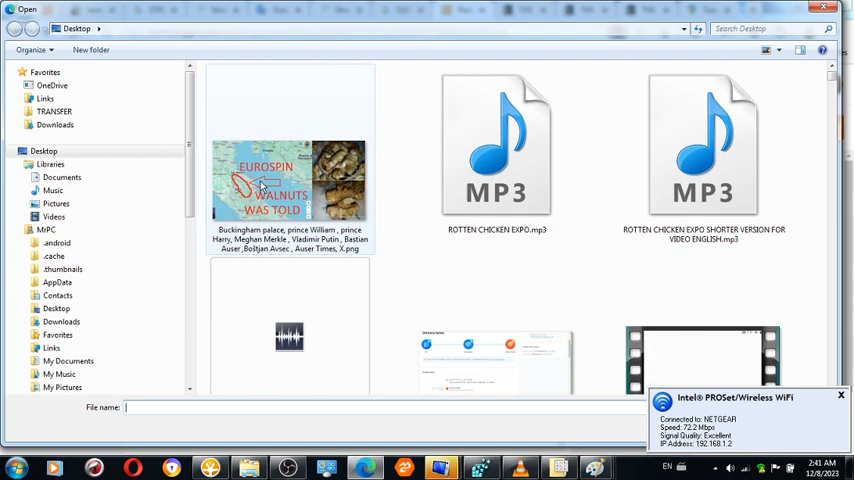 Open
Desktop
Search Desktop
Organize
New folder
Favorites
OneDrive
Links
TRANSFER
Downloads
Desktop
Libraries
Documents
Music
Pictures
Videos
MrPC
.android
.cache
.thumbnails
AppData
Contacts
Desktop
Downloads
Favorites
Links
My Documents
My Music
My Pictures
EUROSPIN
WALNUTS
WAS TOLD
Buckingham palace, prince William , prince
Harry, Meghan Merkle , Vladimir Putin , Bastian
Auser ,Boštjan Avsec , Auser Times, X.png
MP3
ROTTEN CHICKEN EXPO.mp3
MP3
ROTTEN CHICKEN EXPO SHORTER VERSION FOR
VIDEO ENGLISH.mp3
File name:
Intel® PROSet/Wireless WiFi
X
Connected to: NETGEAR
Speed: 72.2 Mbps
Signal Quality: Excellent
IP Address: 192.168.1.2
EN
2:41 AM
12/8/2023